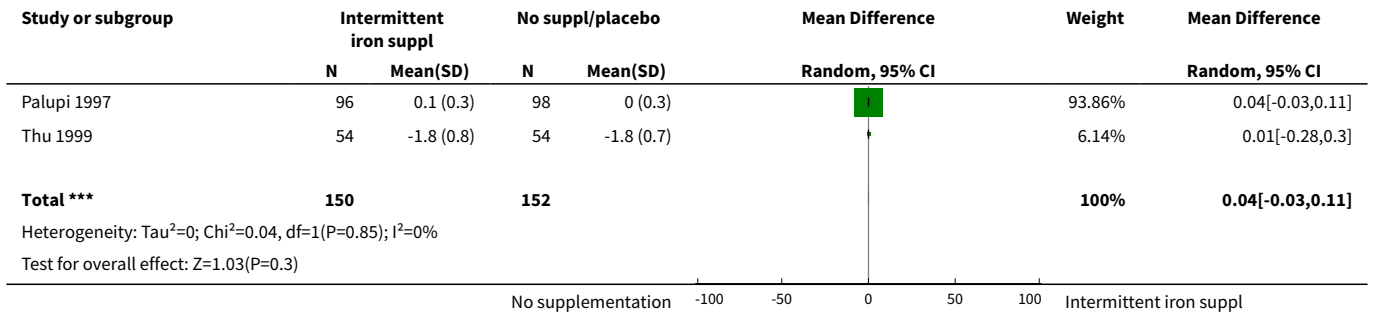 Study or subgroup Intermittent iron suppl No suppl/placebo Mean Difference Weight Mean Difference
N Mean(SD) N Mean(SD) Random, 95% CI Random, 95% CI
Palupi 1997 96 0.1 (0.3) 98 0 (0.3) 93.86% 0.04[-0.03,0.11]
Thu 1999 54 -1.8 (0.8) 54 -1.8 (0.7) 6.14% 0.01[-0.28,0.3]
Total *** 150 152 100% 0.04[-0.03,0.11]
Heterogeneity: Tau²=0; Chi²=0.04, df=1(P=0.85); I²=0%
Test for overall effect: Z=1.03(P=0.3)
No supplementation -100 -50 0 50 100 Intermittent iron suppl